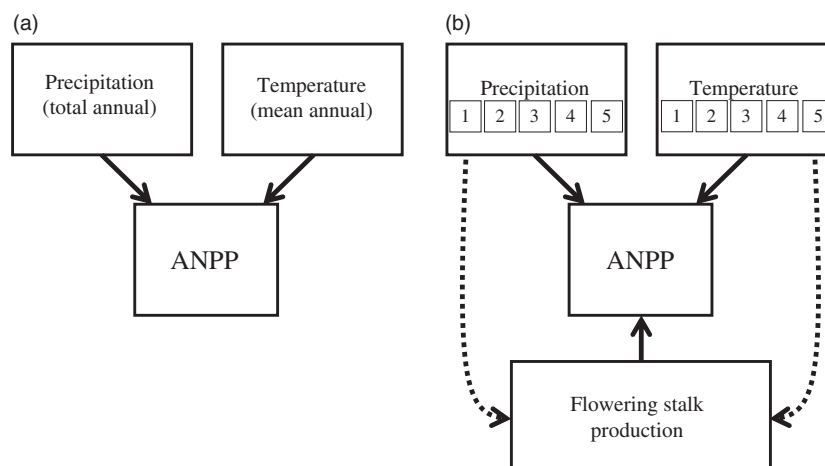 (a)
Precipitation
(total annual)
Temperature
(mean annual)
ANPP
(b)
Precipitation
1 2 3 4 5
Temperature
1 2 3 4 5
ANPP
Flowering stalk
production